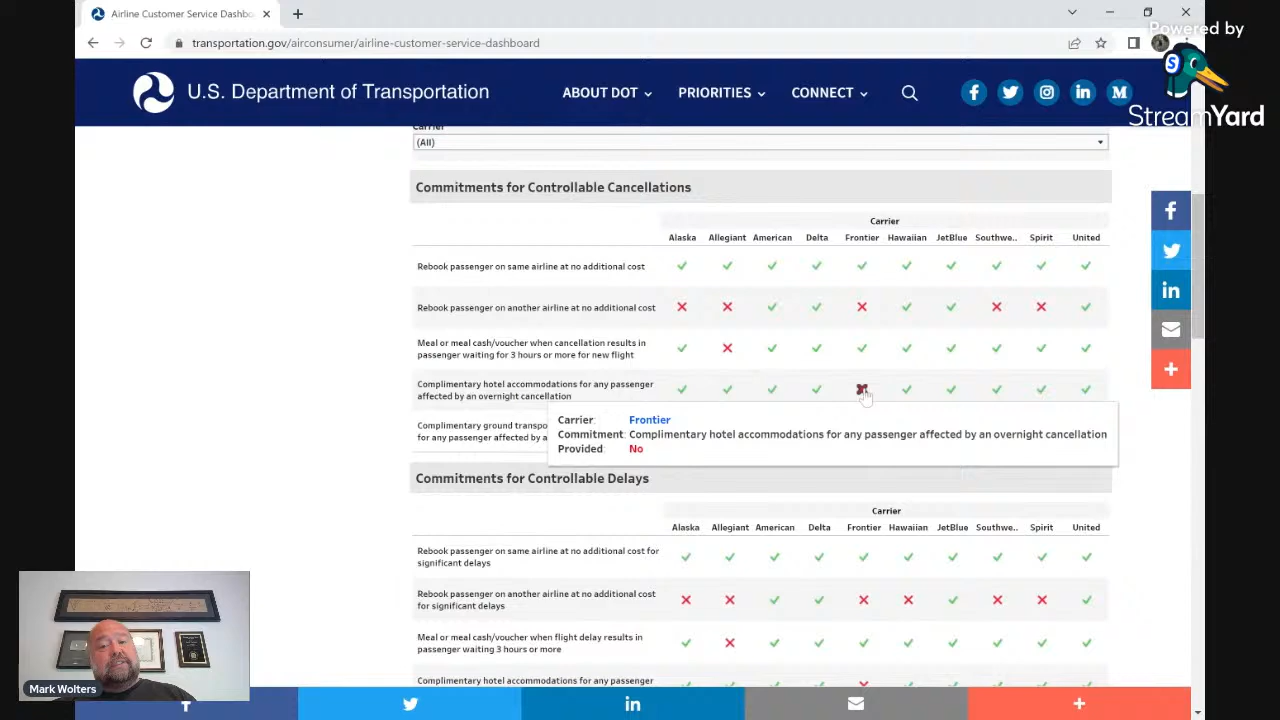 Airline Customer Service Dashbo
transportation.gov/airconsumer/airline-customer-service-dashboard
Powered by
S
StreamYard
U.S. Department of Transportation
ABOUT DOT
PRIORITIES
CONNECT
Carrier
(All)
Commitments for Controllable Cancellations
Carrier
Alaska Allegiant American Delta Frontier Hawaiian JetBlue Southwe.. Spirit United
Rebook passenger on same airline at no additional cost
Rebook passenger on another airline at no additional cost
Meal or meal cash/voucher when cancellation results in
passenger waiting for 3 hours or more for new flight
Complimentary hotel accommodations for any passenger
affected by an overnight cancellation
Complimentary ground transpo
for any passenger affected by a
Carrier: Frontier
Commitment: Complimentary hotel accommodations for any passenger affected by an overnight cancellation
Provided: No
Commitments for Controllable Delays
Carrier
Alaska Allegiant American Delta Frontier Hawaiian JetBlue Southwe.. Spirit United
Rebook passenger on same airline at no additional cost for
significant delays
Rebook passenger on another airline at no additional cost
for significant delays
Meal or meal cash/voucher when flight delay results in
passenger waiting 3 hours or more
Complimentary hotel accommodations for any passenger
Mark Wolters